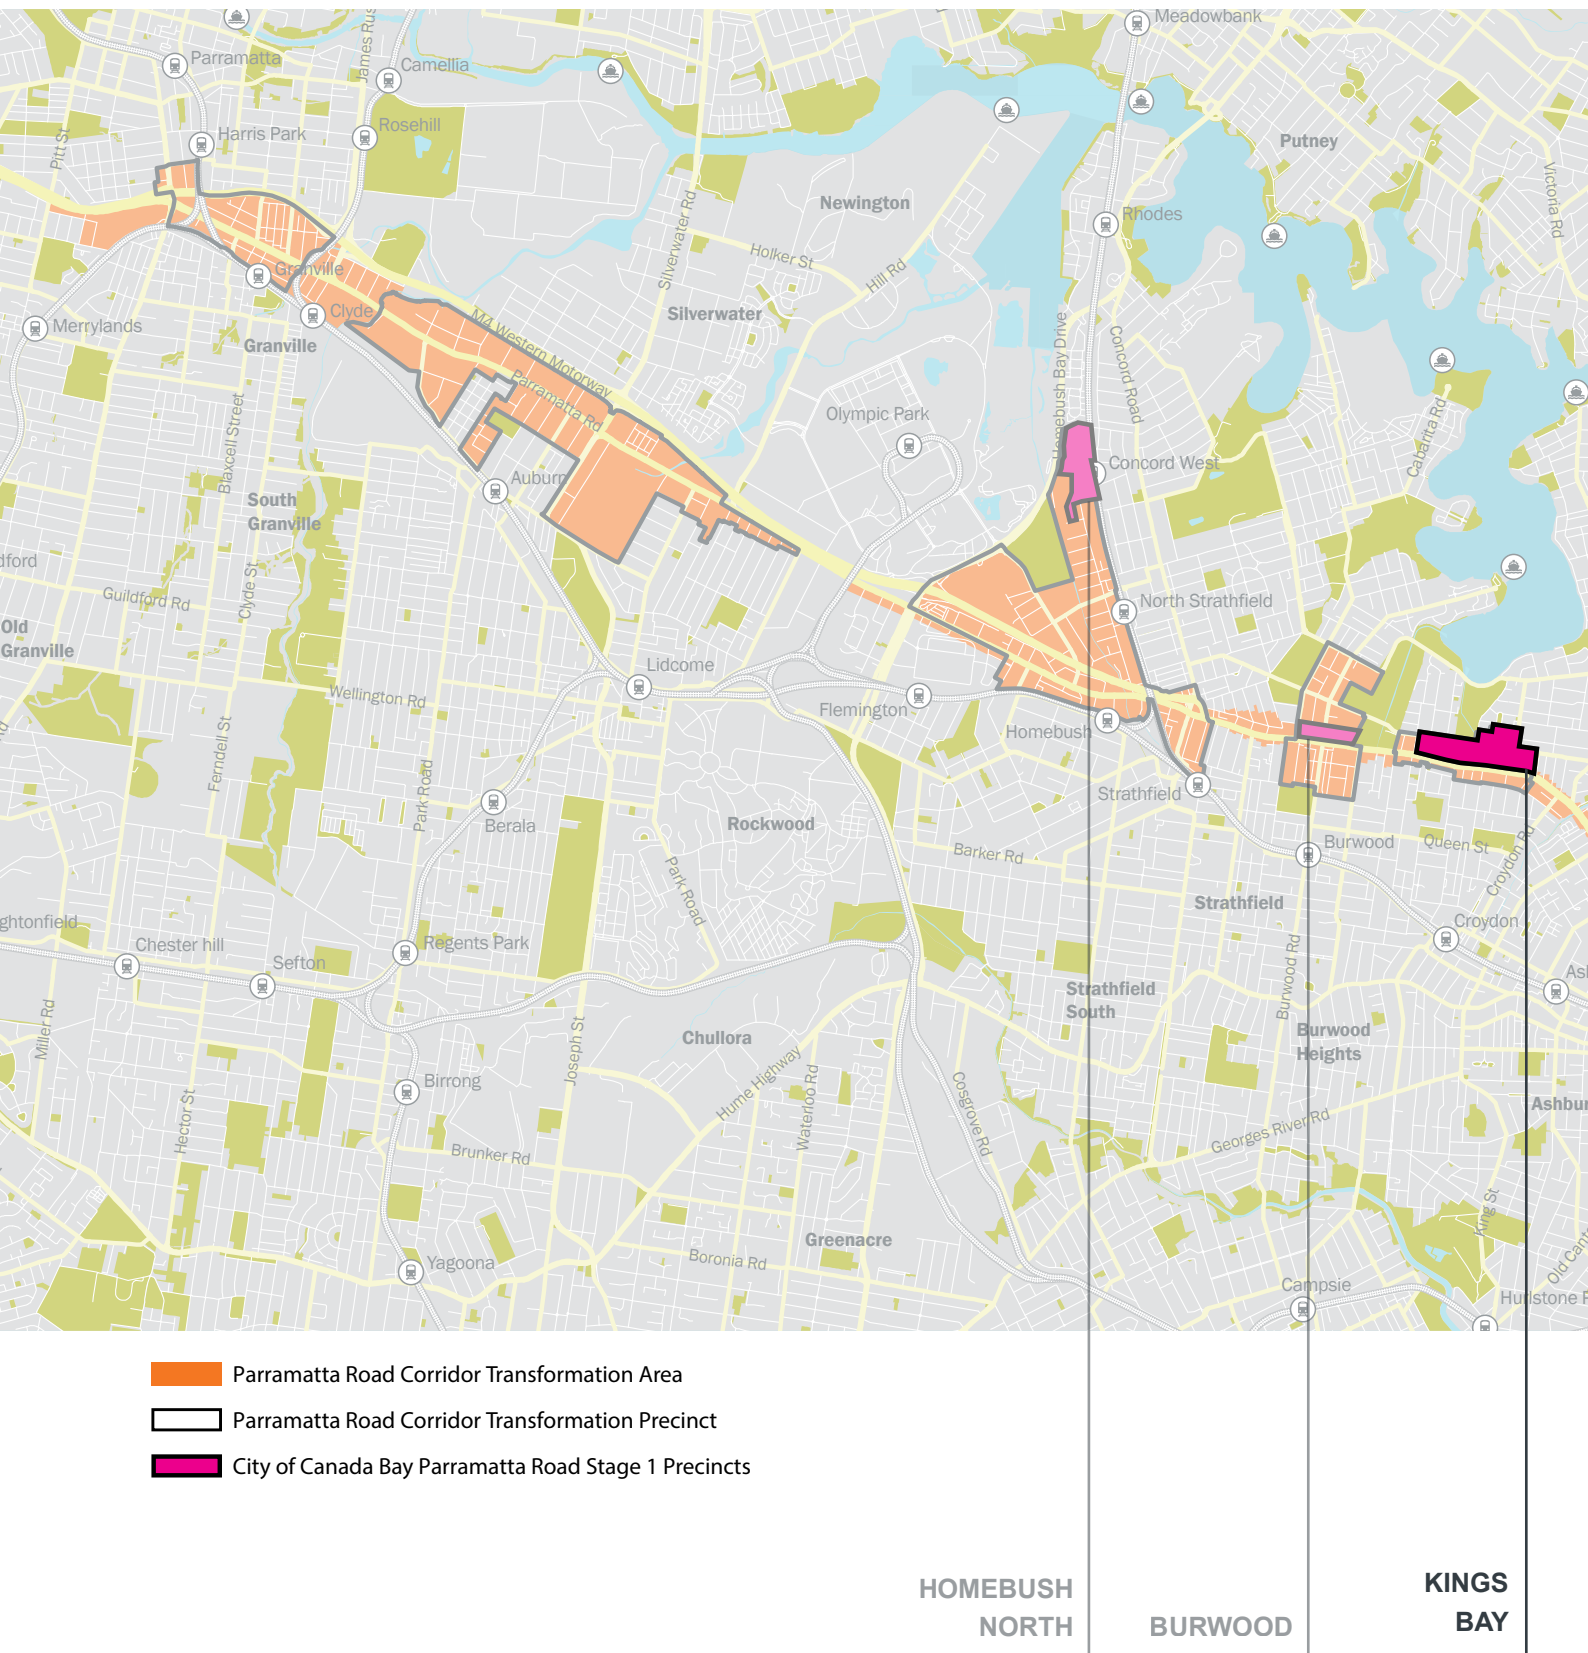 Meadowbank
Parramatta
Camellia
James Rus
Rosehill
Harris Park
Pitt St
Putney
Victoria Rd
Newington
Silverwater Rd
Rhodes
Holker St
Hill Rd
Granville
Clyde
Silverwater
Merrylands
Granville
M4 Western Motorway
Parramatta Rd
Homebush Bay Drive
Concord Road
Olympic Park
Cabarita Rd
Blaxcell Street
Concord West
Auburn
South
Granville
dford
Clyde St
Guildford Rd
North Strathfield
Old
Granville
Lidcome
Wellington Rd
Flemington
Homebush
Ferndell St
Park Road
Strathfield
Berala
Rockwood
Burwood
Queen St
Croydon Rd
Barker Rd
Park Road
Strathfield
Croydon
ghtonfield
Chester hill
Regents Park
Sefton
Burwood Rd
Asl
Strathfield
South
Miller Rd
Joseph St
Chullora
Burwood
Heights
Hume Highway
Waterloo Rd
Cosgrove Rd
Birrong
Ashbur
Hector St
Georges River Rd
Brunker Rd
King St
Greenacre
Boronia Rd
Yagoona
Old Cant
Campsie
Hurlstone P
Parramatta Road Corridor Transformation Area
Parramatta Road Corridor Transformation Precinct
City of Canada Bay Parramatta Road Stage 1 Precincts
HOMEBUSH
NORTH
BURWOOD
KINGS
BAY